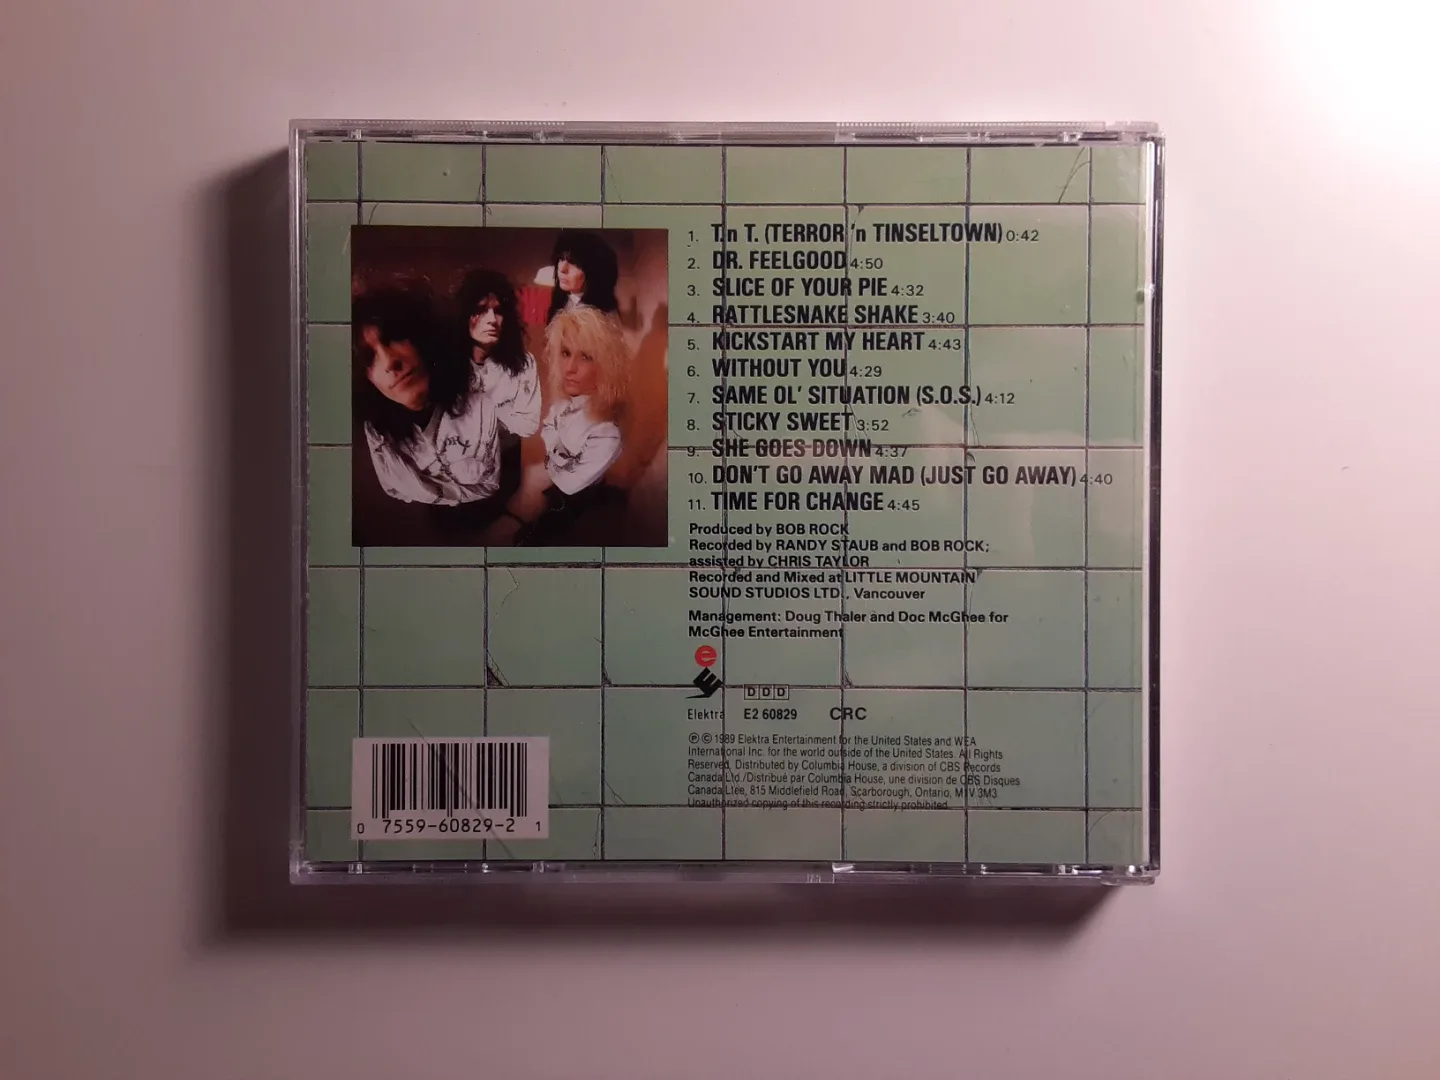 1. T.n T. (TERROR 'n TINSELTOWN) 0:42
2. DR. FEELGOOD 4:50
3. SLICE OF YOUR PIE 4:32
4. RATTLESNAKE SHAKE 3:40
5. KICKSTART MY HEART 4:43
6. WITHOUT YOU 4:29
7. SAME OL' SITUATION (S.O.S.) 4:12
8. STICKY SWEET 3:52
9. SHE GOES DOWN 4:37
10. DON'T GO AWAY MAD (JUST GO AWAY) 4:40
11. TIME FOR CHANGE 4:45
Produced by BOB ROCK
Recorded by RANDY STAUB and BOB ROCK;
assisted by CHRIS TAYLOR
Recorded and Mixed at LITTLE MOUNTAIN
SOUND STUDIOS LTD., Vancouver
Management: Doug Thaler and Doc McGhee for
McGhee Entertainment
e
DDD
Elektra E2 60829 CRC
℗ © 1989 Elektra Entertainment for the United States and WEA
International Inc. for the world outside of the United States. All Rights
Reserved. Distributed by Columbia House, a division of CBS Records
Canada Ltd./Distribué par Columbia House, une division de CBS Disques
Canada Ltée, 815 Middlefield Road, Scarborough, Ontario, M1V 3M3
Unauthorized copying of this recording strictly prohibited.
0 7559-60829-2 1